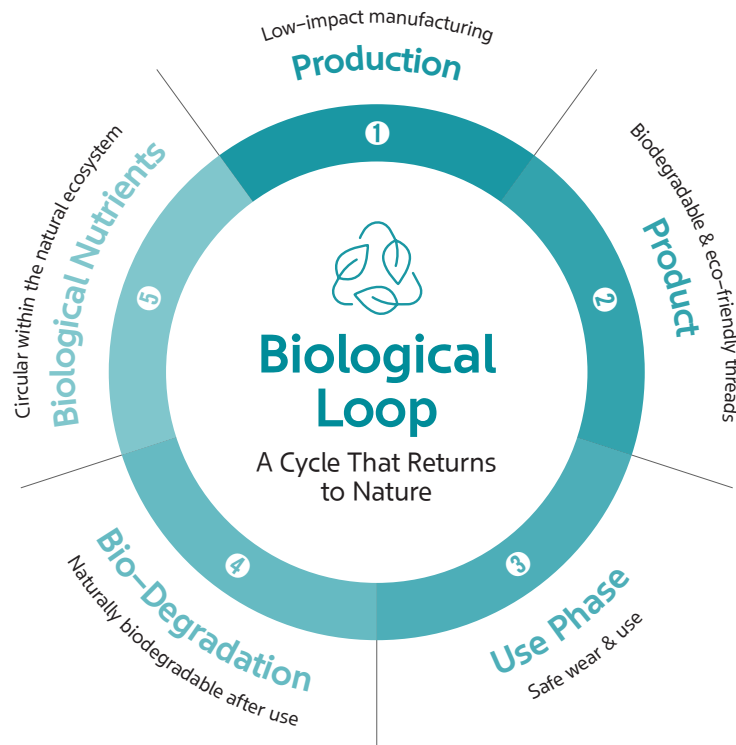 Low-impact manufacturing
Production
1
Biodegradable & eco-friendly threads
Product
2
Use Phase
Safe wear & use
3
Bio-Degradation
Naturally biodegradable after use
4
Circular within the natural ecosystem
Biological Nutrients
5
Biological
Loop
A Cycle That Returns
to Nature